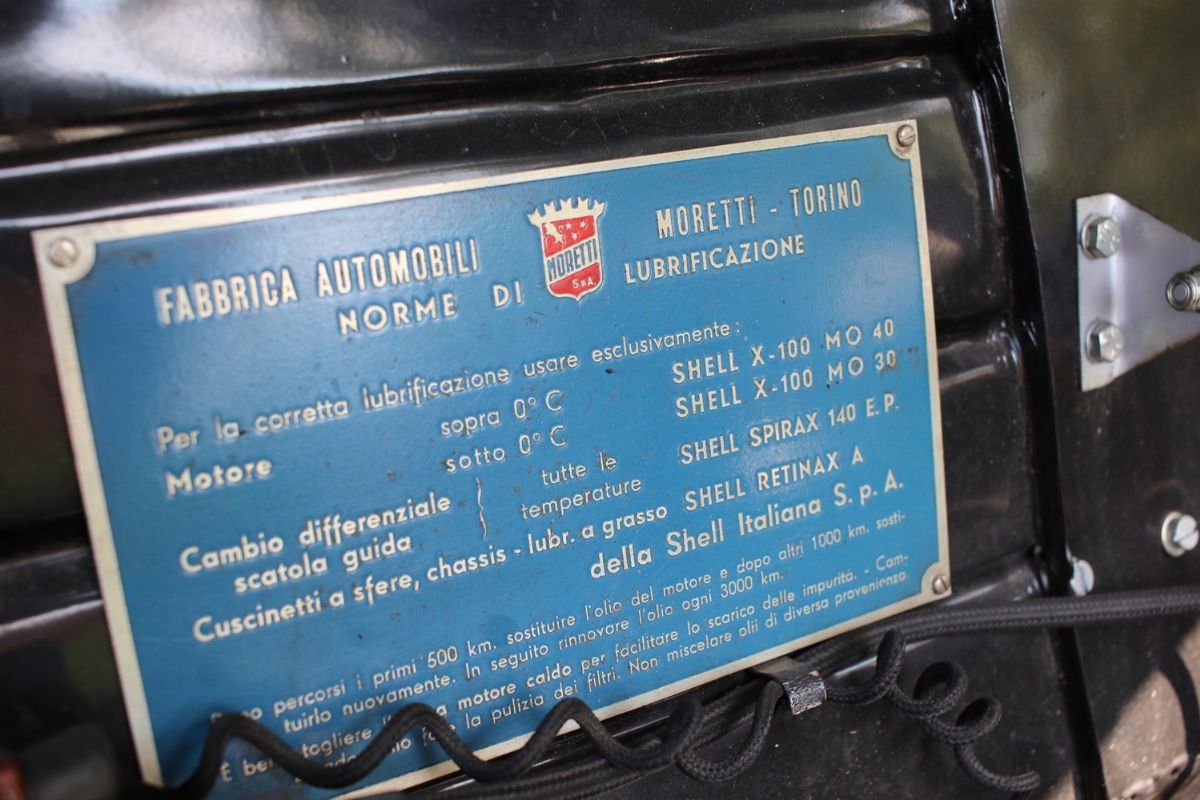 FABBRICA AUTOMOBILI MORETTI - TORINO
MORETTI
S.p.A.
NORME DI LUBRIFICAZIONE
Per la corretta lubrificazione usare esclusivamente:
Motore sopra 0° C SHELL X-100 MO 40
sotto 0° C SHELL X-100 MO 30
Cambio differenziale tutte le SHELL SPIRAX 140 E.P.
scatola guida temperature
Cuscinetti a sfere, chassis - lubr. a grasso SHELL RETINAX A
della Shell Italiana S.p.A.
percorsi i primi 500 km. sostituire l'olio del motore e dopo altri 1000 km. sosti-
tuirlo nuovamente. In seguito rinnovare l'olio ogni 3000 km.
togliere a motore caldo per facilitare lo scarico delle impurità. - Cam-
È la pulizia dei filtri. Non miscelare olii di diversa provenienza.